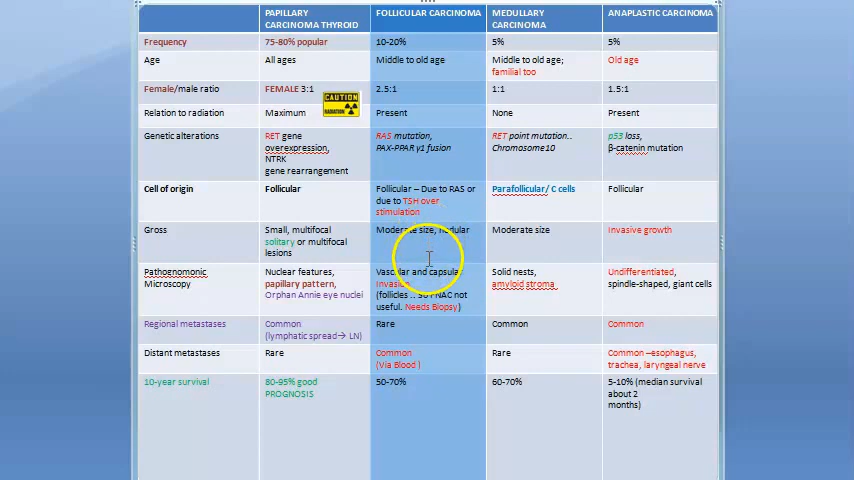 PAPILLARY CARCINOMA THYROID
FOLLICULAR CARCINOMA
MEDULLARY CARCINOMA
ANAPLASTIC CARCINOMA
Frequency
75-80% popular
10-20%
5%
5%
Age
All ages
Middle to old age
Middle to old age;
familial too
Old age
Female/male ratio
FEMALE 3:1
2.5:1
1:1
1.5:1
CAUTION
RADIATION
Relation to radiation
Maximum
Present
None
Present
Genetic alterations
RET gene
overexpression,
NTRK
gene rearrangement
RAS mutation,
PAX-PPAR γ1 fusion
RET point mutation..
Chromosome10
p53 loss,
β-catenin mutation
Cell of origin
Follicular
Follicular – Due to RAS or
due to TSH over
stimulation
Parafollicular/ C cells
Follicular
Gross
Small, multifocal
solitary or multifocal
lesions
Moderate size, nodular
Moderate size
Invasive growth
Pathognomonic
Microscopy
Nuclear features,
papillary pattern,
Orphan Annie eye nuclei
Vascular and capsular
Invasion
(follicles .. so FNAC not
useful. Needs Biopsy)
Solid nests,
amyloid stroma
Undifferentiated,
spindle-shaped, giant cells
Regional metastases
Common
(lymphatic spread→ LN)
Rare
Common
Common
Distant metastases
Rare
Common
(Via Blood )
Rare
Common –esophagus,
trachea, laryngeal nerve
10-year survival
80-95% good
PROGNOSIS
50-70%
60-70%
5-10% (median survival
about 2
months)